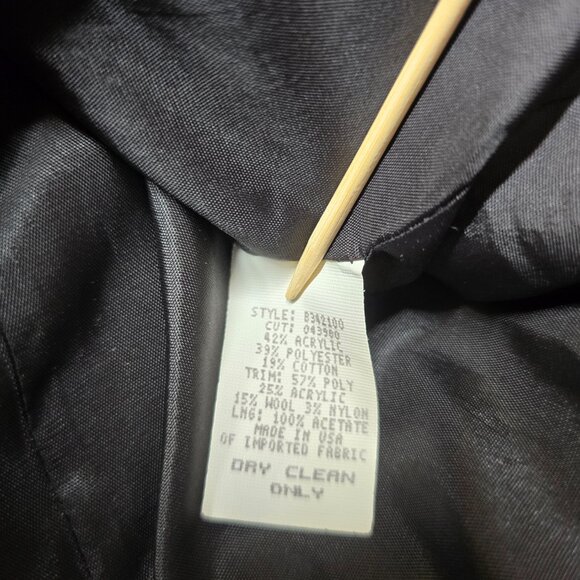 STYLE: B342100
CUT: 043980
42% ACRYLIC
39% POLYESTER
19% COTTON
TRIM: 57% POLY
25% ACRYLIC
15% WOOL 3% NYLON
LNG: 100% ACETATE
MADE IN USA
OF IMPORTED FABRIC
DRY CLEAN
ONLY